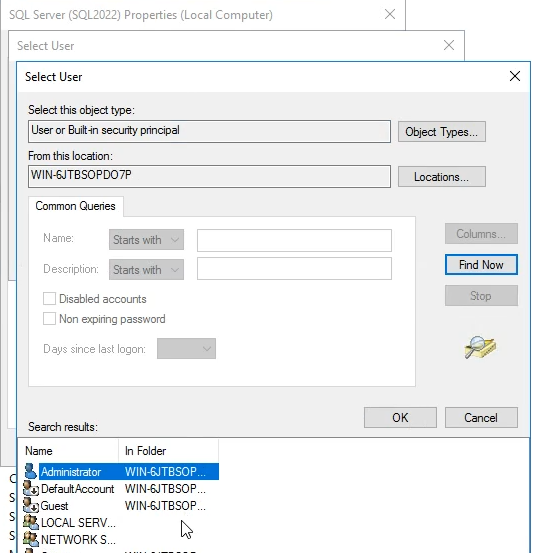 SQL Server (SQL2022) Properties (Local Computer)
Select User
Select User
Select this object type:
User or Built-in security principal
Object Types...
From this location:
WIN-6JTBSOPDO7P
Locations...
Common Queries
Name:
Starts with
Columns...
Description:
Starts with
Find Now
Disabled accounts
Stop
Non expiring password
Days since last logon:
OK
Cancel
Search results:
Name
In Folder
Administrator
WIN-6JTBSOP...
DefaultAccount
WIN-6JTBSOP...
Guest
WIN-6JTBSOP...
LOCAL SERV...
NETWORK S...